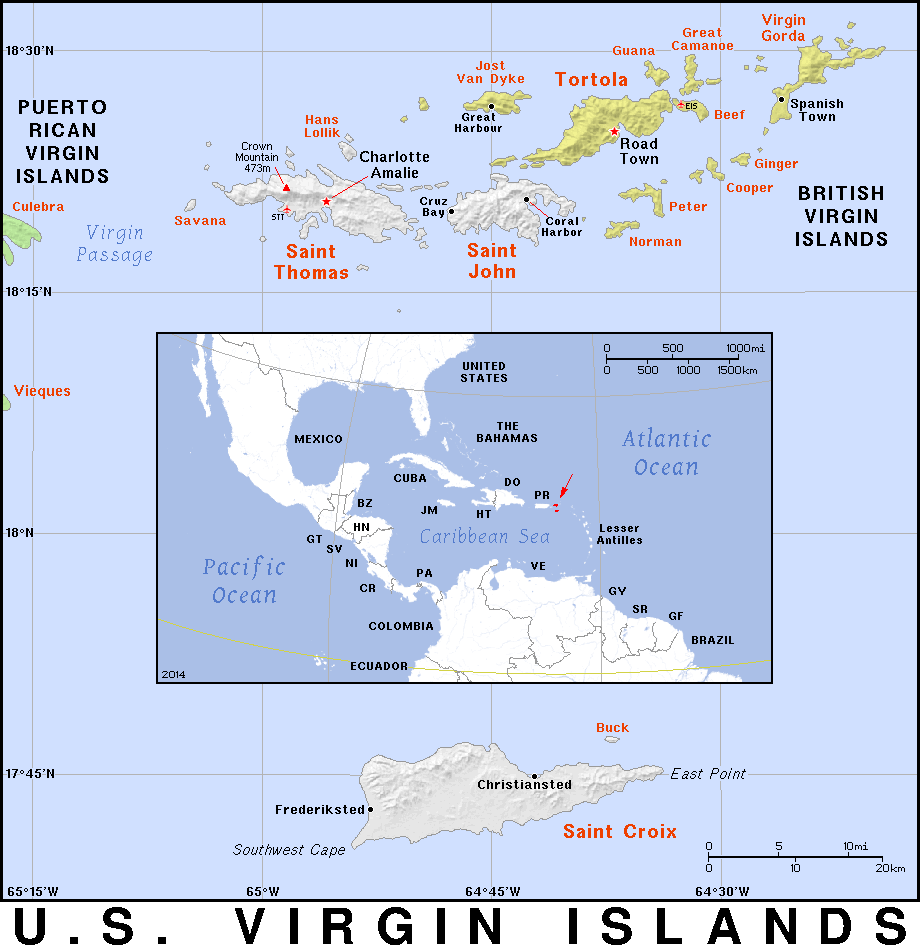 18°30'N
PUERTO
RICAN
VIRGIN
ISLANDS
Culebra
Virgin
Passage
Savana
Crown
Mountain
473m
STT
Hans
Lollik
Charlotte
Amalie
Saint
Thomas
Jost
Van Dyke
Great
Harbour
Cruz
Bay
Coral
Harbor
Saint
John
Tortola
Guana
Great
Camanoe
Virgin
Gorda
EIS
Beef
Road
Town
Spanish
Town
Ginger
Cooper
Peter
Norman
BRITISH
VIRGIN
ISLANDS
18°15'N
Vieques
UNITED
STATES
0 500 1000mi
0 500 1000 1500km
MEXICO
THE
BAHAMAS
Atlantic
Ocean
CUBA
DO
PR
BZ
JM
HT
HN
Caribbean Sea
Lesser
Antilles
GT
SV
NI
CR
PA
VE
Pacific
Ocean
GY
SR
GF
COLOMBIA
BRAZIL
ECUADOR
2014
18°N
Buck
17°45'N
East Point
Christiansted
Frederiksted
Saint Croix
Southwest Cape
0 5 10mi
0 10 20km
65°15'W
65°W
64°45'W
64°30'W
U.S. VIRGIN ISLANDS